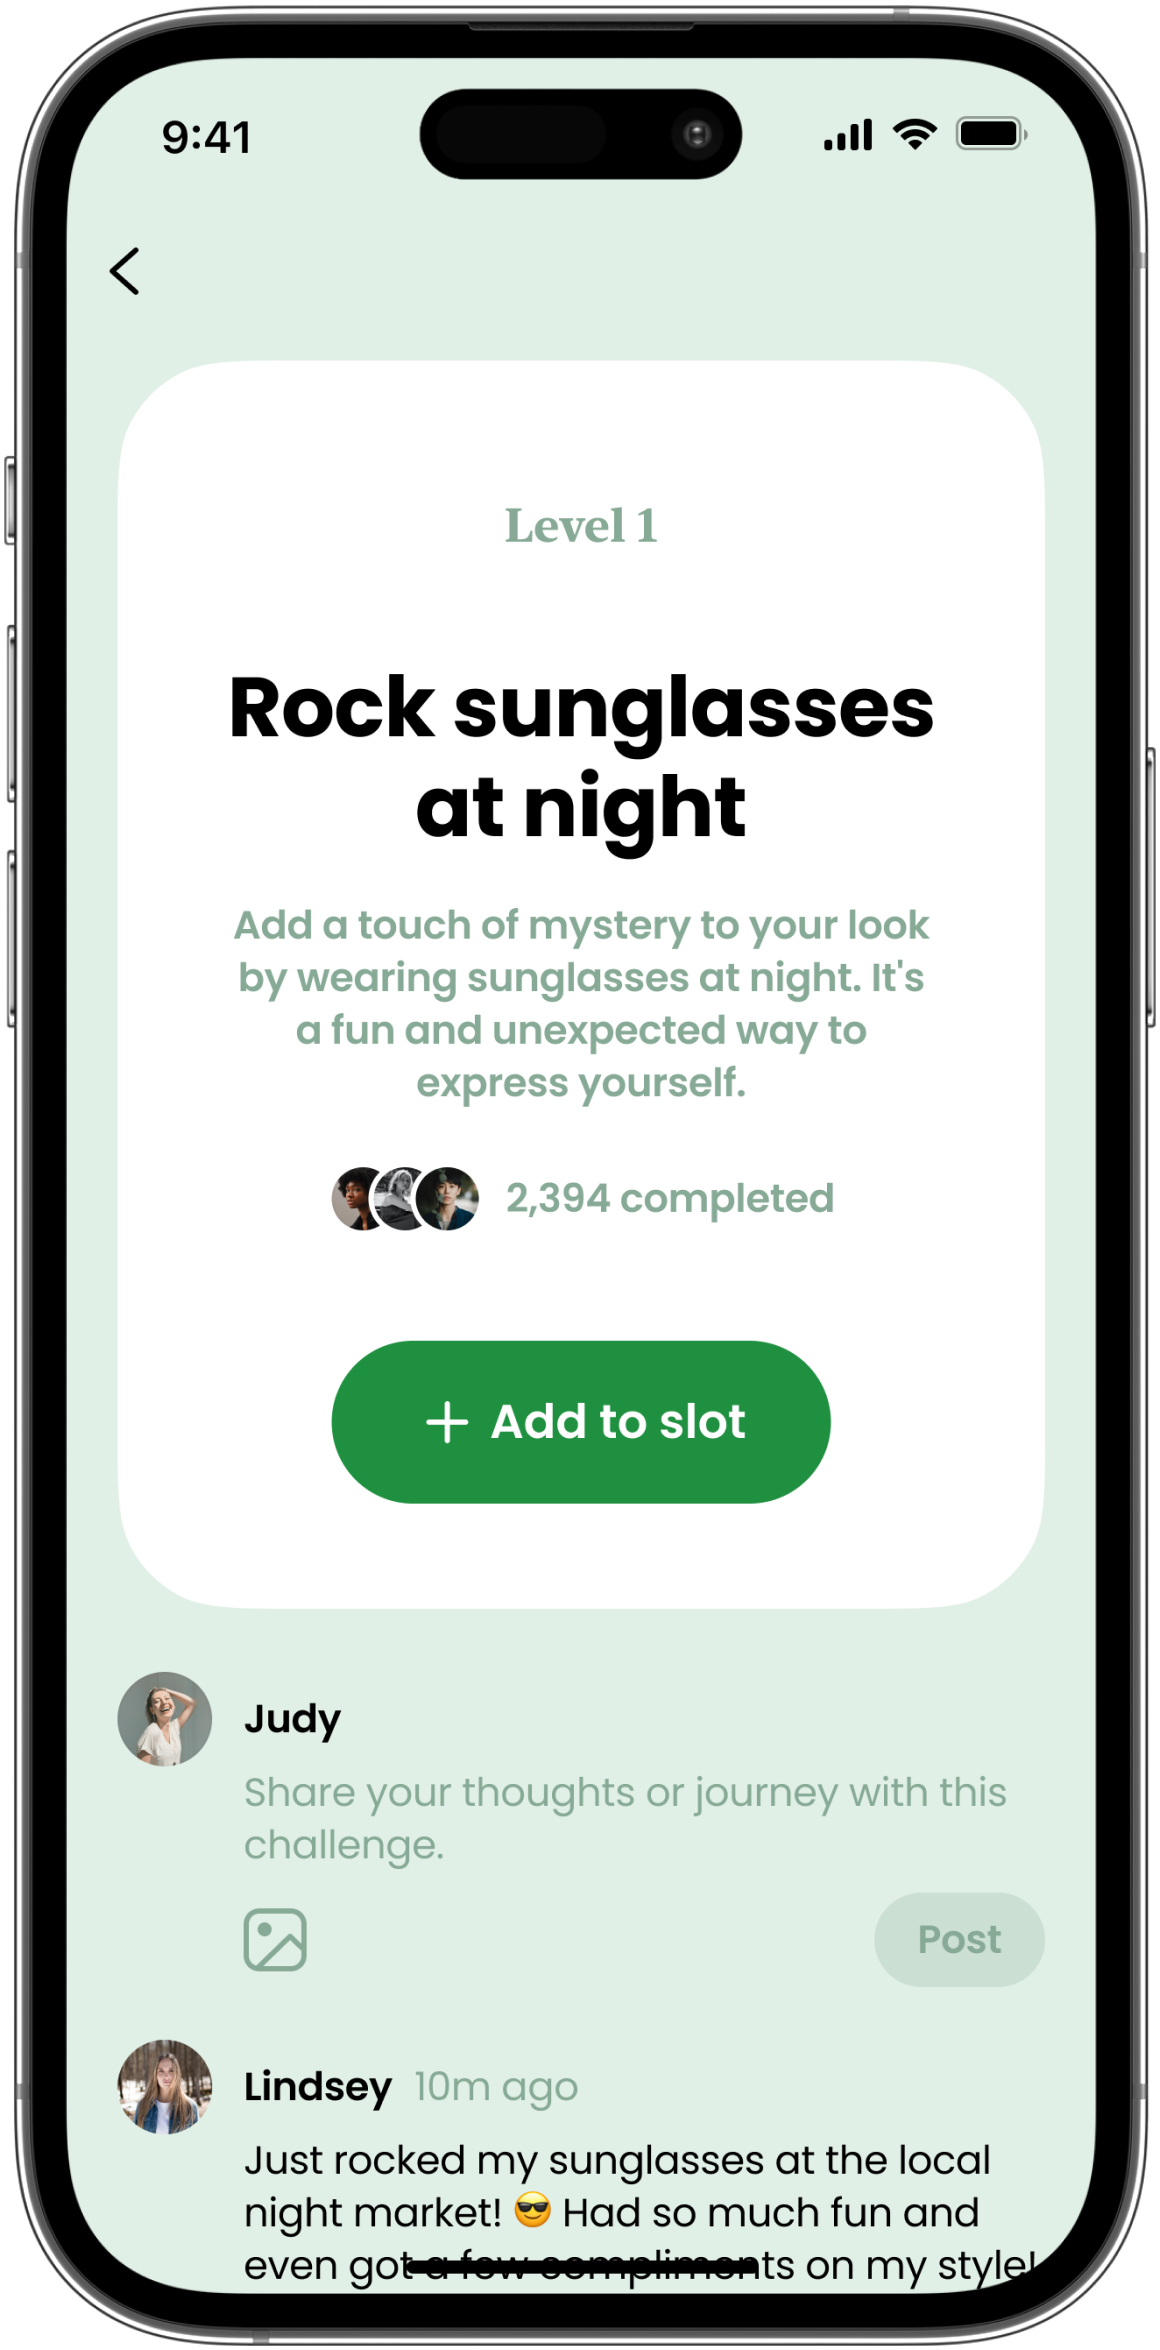 9:41
Level 1
Rock sunglasses
at night
Add a touch of mystery to your look
by wearing sunglasses at night. It's
a fun and unexpected way to
express yourself.
2,394 completed
+ Add to slot
Judy
Share your thoughts or journey with this
challenge.
Post
Lindsey 10m ago
Just rocked my sunglasses at the local
night market! 😎 Had so much fun and
even got a few compliments on my style!